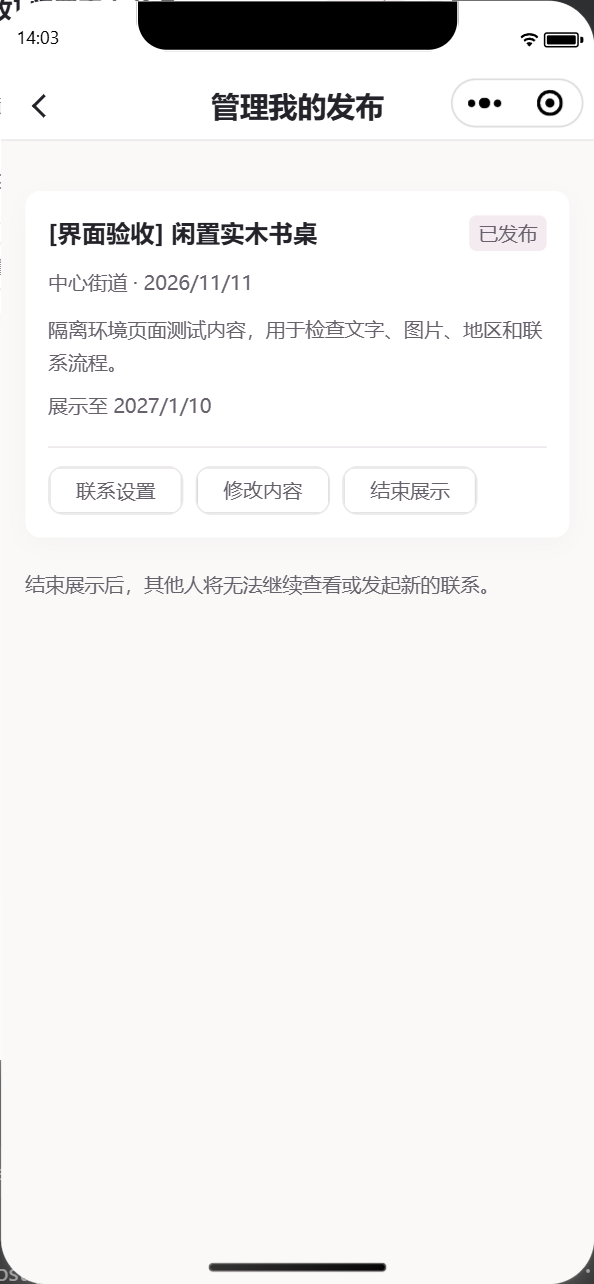 14:03
管理我的发布
[界面验收] 闲置实木书桌
已发布
中心街道 · 2026/11/11
隔离环境页面测试内容，用于检查文字、图片、地区和联
系流程。
展示至 2027/1/10
联系设置
修改内容
结束展示
结束展示后，其他人将无法继续查看或发起新的联系。